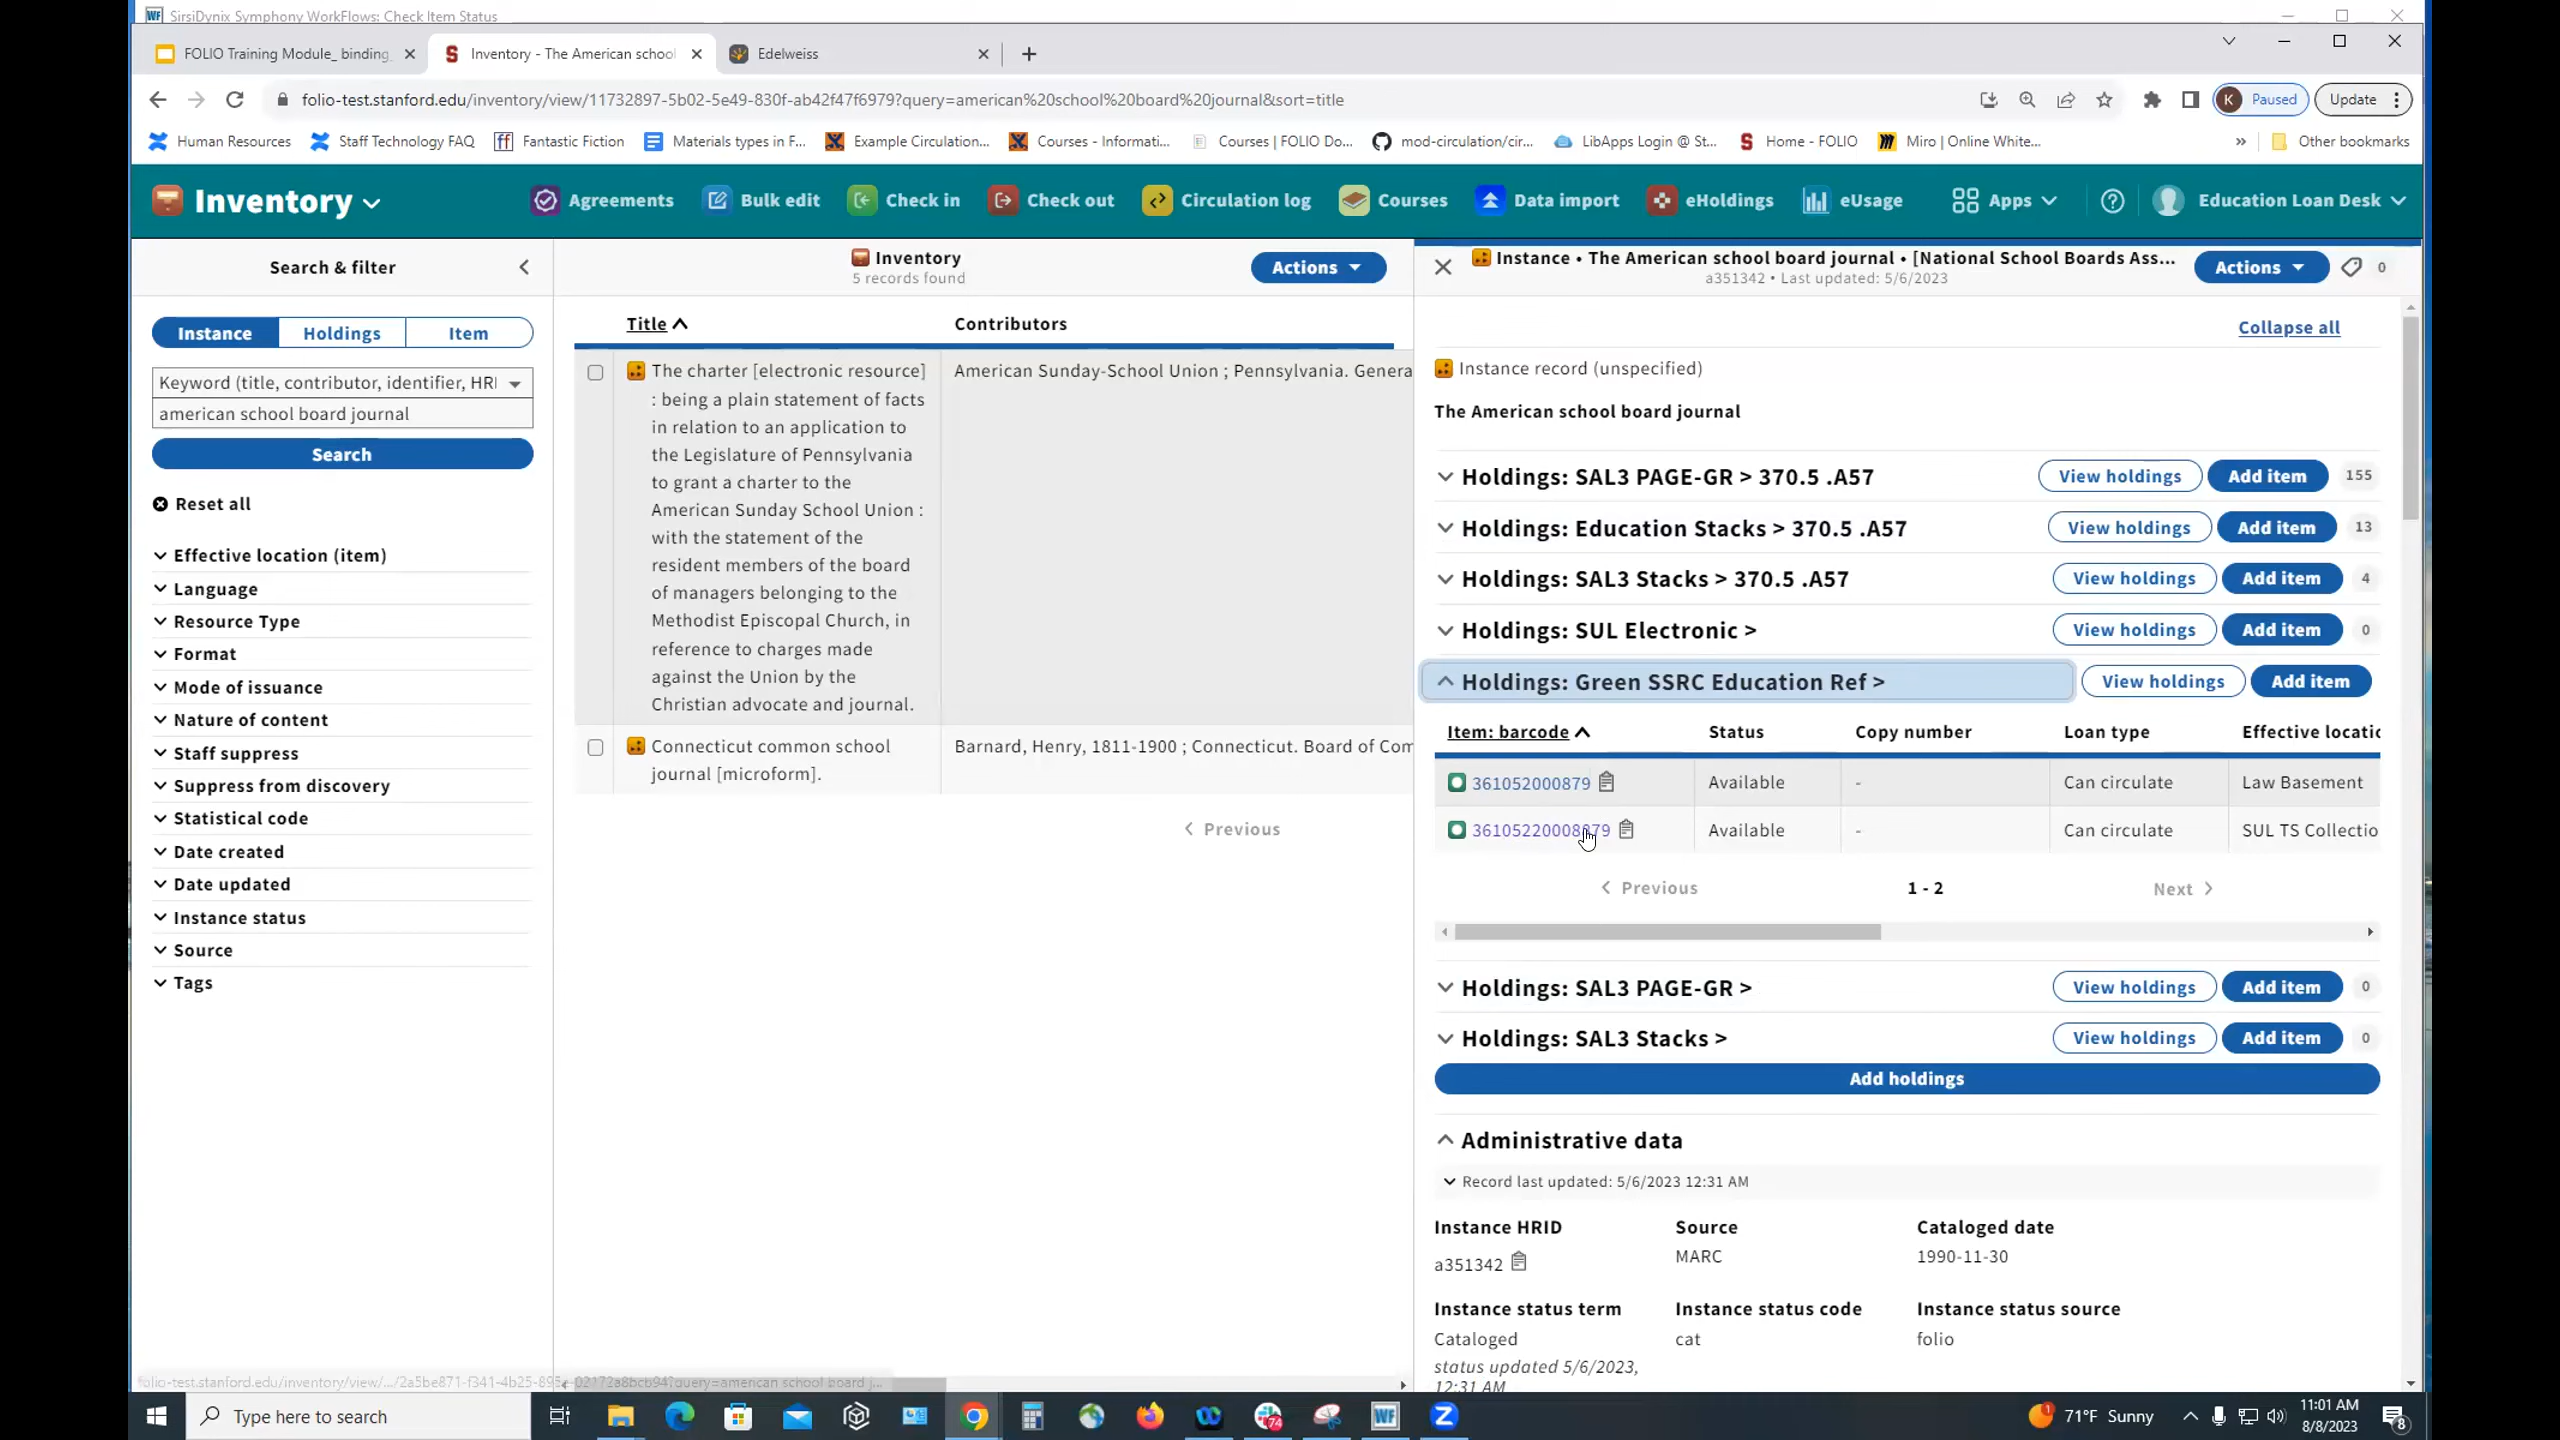 SirsiDynix Symphony WorkFlows: Check Item Status
FOLIO Training Module_ binding_
Inventory - The American school
Edelweiss
folio-test.stanford.edu/inventory/view/11732897-5b02-5e49-830f-ab42f47f6979?query=american%20school%20board%20journal&sort=title
K Paused
Update
Human Resources
Staff Technology FAQ
Fantastic Fiction
Materials types in F...
Example Circulation...
Courses - Informati...
Courses | FOLIO Do...
mod-circulation/cir...
LibApps Login @ St...
Home - FOLIO
Miro | Online White...
»
Other bookmarks
Inventory
Agreements
Bulk edit
Check in
Check out
Circulation log
Courses
Data import
eHoldings
eUsage
Apps
Education Loan Desk
Search & filter
Instance Holdings Item
Keyword (title, contributor, identifier, HRI
american school board journal
Search
Reset all
Effective location (item)
Language
Resource Type
Format
Mode of issuance
Nature of content
Staff suppress
Suppress from discovery
Statistical code
Date created
Date updated
Instance status
Source
Tags
Inventory
5 records found
Actions
Title Contributors
The charter [electronic resource] American Sunday-School Union ; Pennsylvania. Genera
: being a plain statement of facts
in relation to an application to
the Legislature of Pennsylvania
to grant a charter to the
American Sunday School Union :
with the statement of the
resident members of the board
of managers belonging to the
Methodist Episcopal Church, in
reference to charges made
against the Union by the
Christian advocate and journal.
Connecticut common school Barnard, Henry, 1811-1900 ; Connecticut. Board of Com
journal [microform].
Previous
Instance • The American school board journal • [National School Boards Ass...
a351342 • Last updated: 5/6/2023
Actions
0
Collapse all
Instance record (unspecified)
The American school board journal
Holdings: SAL3 PAGE-GR > 370.5 .A57 View holdings Add item 155
Holdings: Education Stacks > 370.5 .A57 View holdings Add item 13
Holdings: SAL3 Stacks > 370.5 .A57 View holdings Add item 4
Holdings: SUL Electronic > View holdings Add item 0
Holdings: Green SSRC Education Ref > View holdings Add item
Item: barcode Status Copy number Loan type Effective locatic
361052000879 Available - Can circulate Law Basement
36105220008879 Available - Can circulate SUL TS Collectio
Previous 1 - 2 Next
Holdings: SAL3 PAGE-GR > View holdings Add item 0
Holdings: SAL3 Stacks > View holdings Add item 0
Add holdings
Administrative data
Record last updated: 5/6/2023 12:31 AM
Instance HRID Source Cataloged date
a351342 MARC 1990-11-30
Instance status term Instance status code Instance status source
Cataloged cat folio
status updated 5/6/2023,
12:31 AM
Type here to search
74
71°F Sunny
11:01 AM
8/8/2023
8